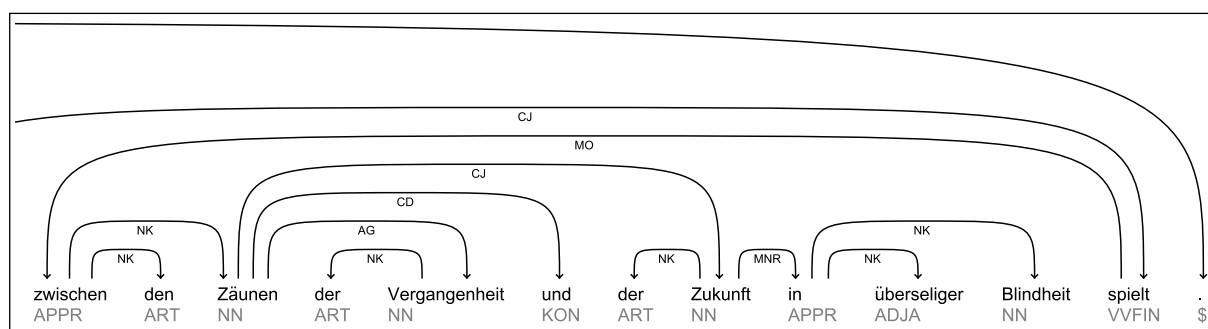 CJ
MO
CJ
CD
NK AG NK
NK NK NK MNR NK
zwischen den Zäunen der Vergangenheit und der Zukunft in überseliger Blindheit spielt .
APPR ART NN ART NN KON ART NN APPR ADJA NN VVFIN $